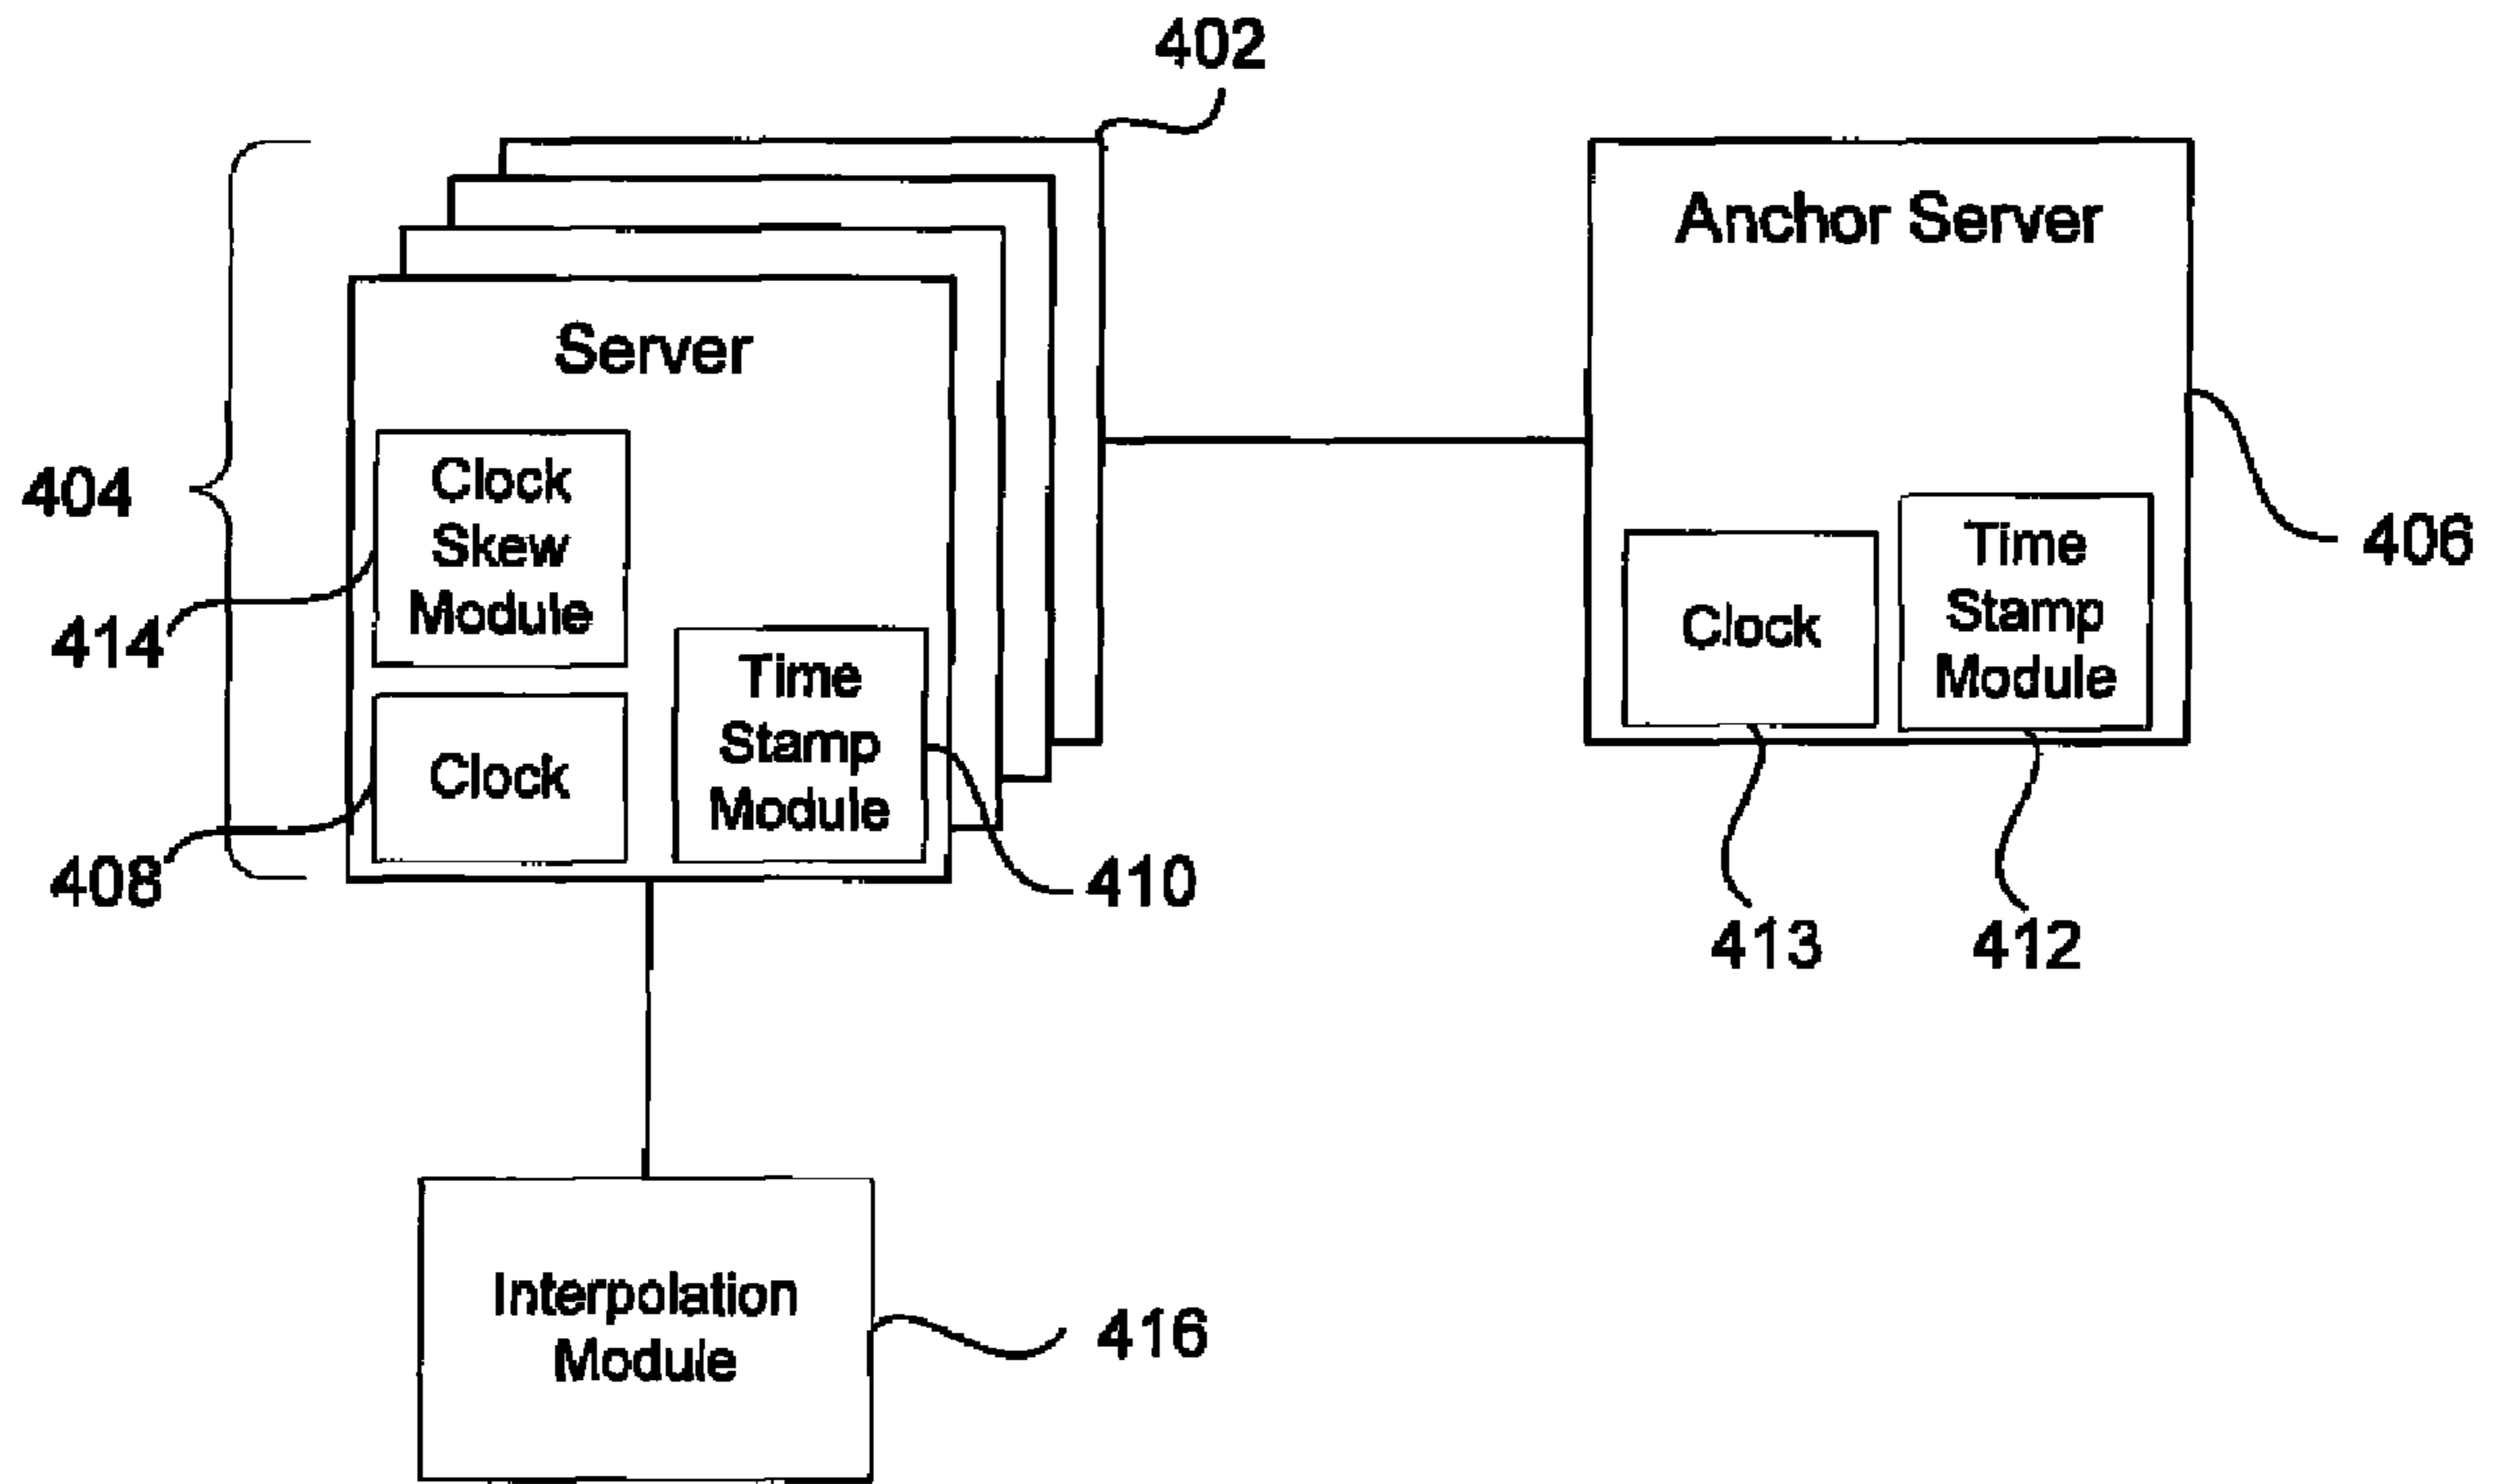 402
Anchor Server
Server
Clock
Skew
Module
404
Time
Stamp
Module
406
Clock
414
Time
Stamp
Module
Clock
408
410
413
412
Interpolation
Module
416